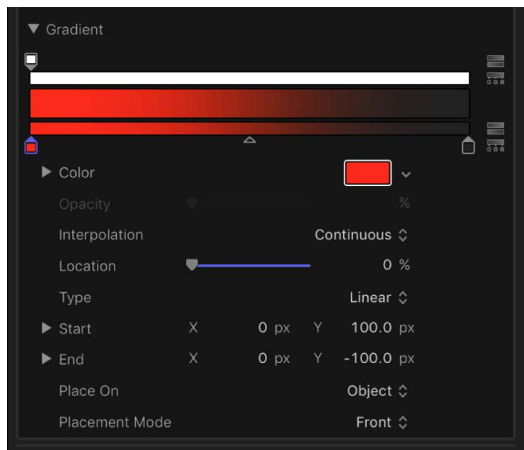 Gradient
Color
Opacity %
Interpolation Continuous
Location 0 %
Type Linear
Start X 0 px Y 100.0 px
End X 0 px Y -100.0 px
Place On Object
Placement Mode Front